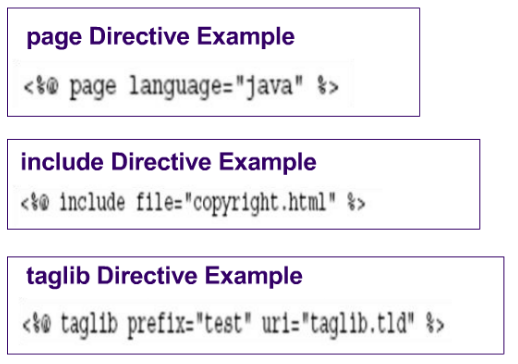 page Directive Example
<%@ page language="java" %>
include Directive Example
<%@ include file="copyright.html" %>
taglib Directive Example
<%@ taglib prefix="test" uri="taglib.tld" %>